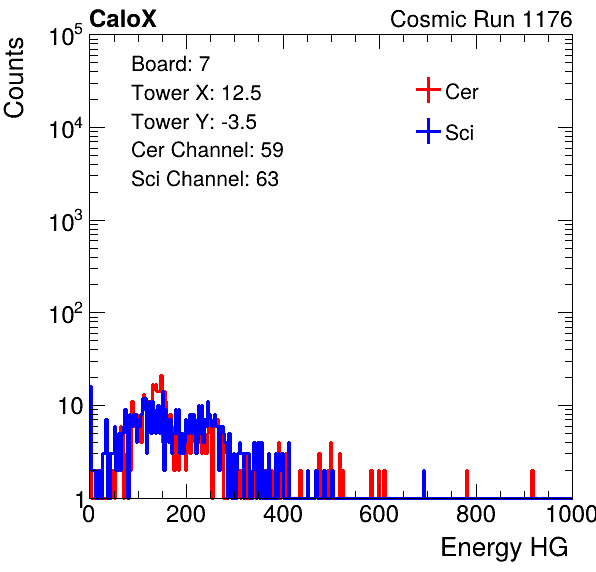 CaloX Cosmic Run 1176
Counts
10^5
10^4
10^3
10^2
10
1
Board: 7
Tower X: 12.5
Tower Y: -3.5
Cer Channel: 59
Sci Channel: 63
Cer
Sci
0 200 400 600 800 1000
Energy HG